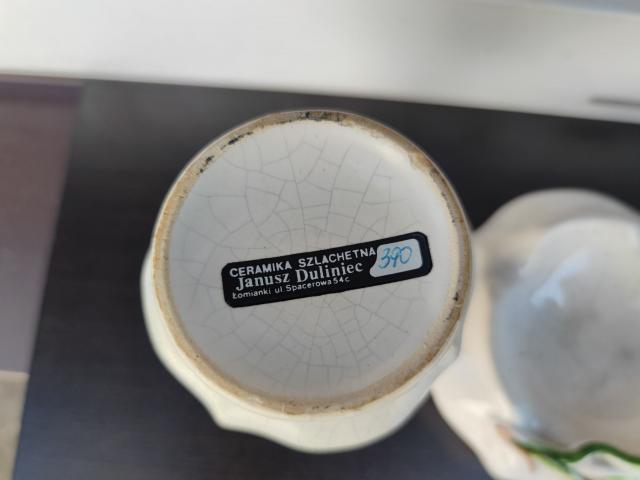 CERAMIKA SZLACHETNA
Janusz Duliniec 390
Łomianki ul.Spacerowa 54c